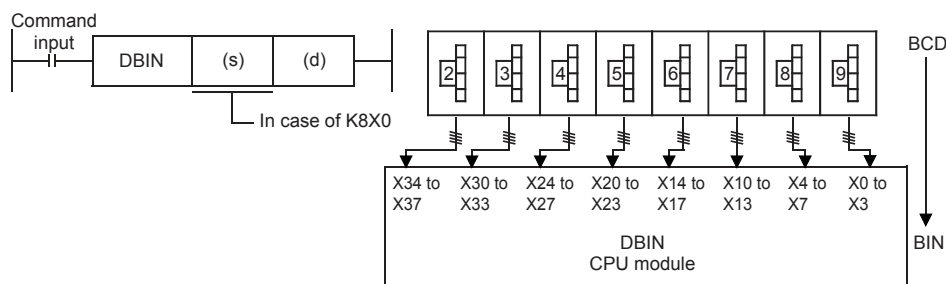 Command
input
DBIN
(s)
(d)
In case of K8X0
2
3
4
5
6
7
8
9
BCD
X34 to
X37
X30 to
X33
X24 to
X27
X20 to
X23
X14 to
X17
X10 to
X13
X4 to
X7
X0 to
X3
BIN
DBIN
CPU module